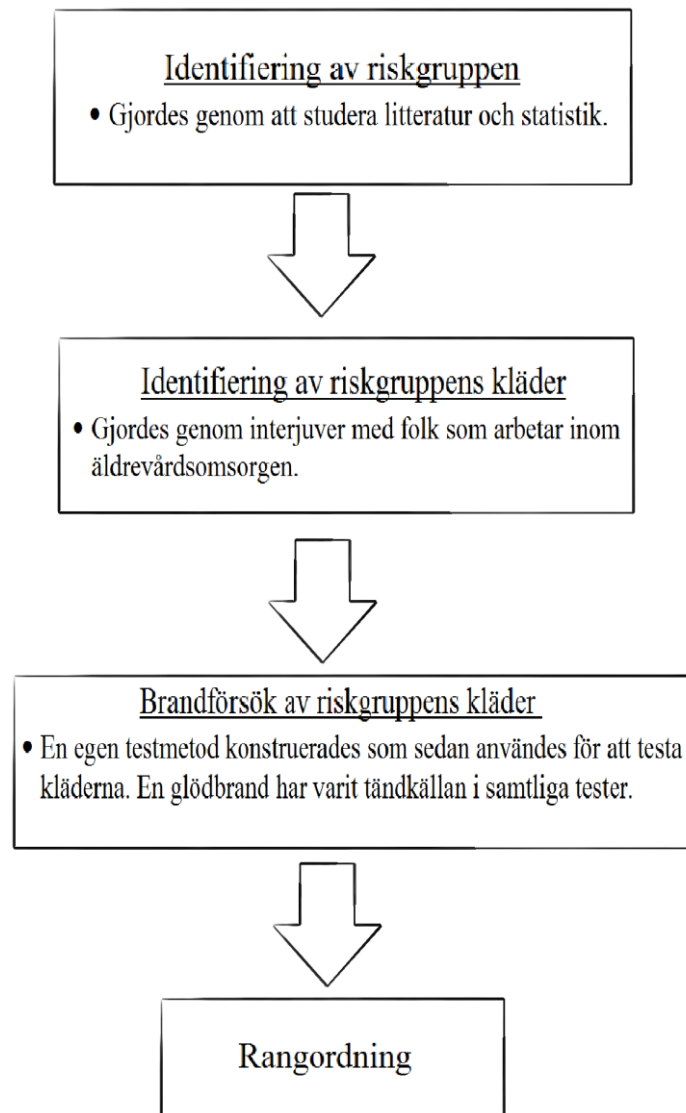 Identifiering av riskgruppen
• Gjordes genom att studera litteratur och statistik.
Identifiering av riskgruppens kläder
• Gjordes genom interjuver med folk som arbetar inom
äldrevårdsomsorgen.
Brandförsök av riskgruppens kläder
• En egen testmetod konstruerades som sedan användes för att testa
kläderna. En glödbrand har varit tändkällan i samtliga tester.
Rangordning